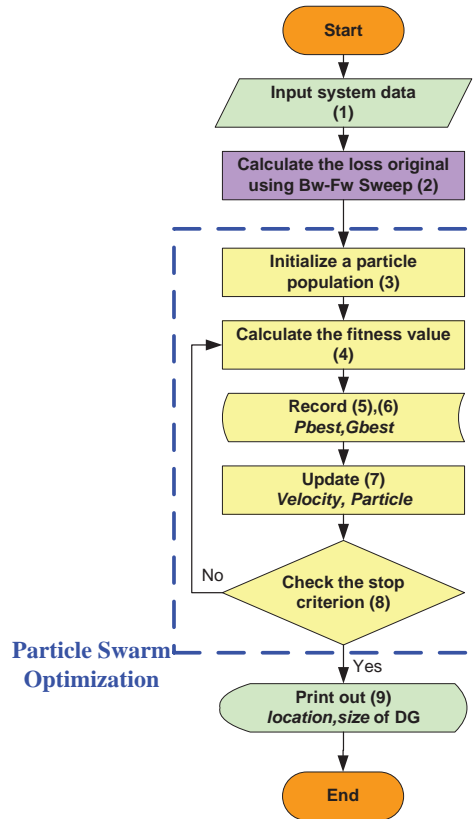 Start
Input system data
(1)
Calculate the loss original
using Bw-Fw Sweep (2)
Initialize a particle
population (3)
Calculate the fitness value
(4)
Record (5),(6)
Pbest,Gbest
Update (7)
Velocity, Particle
Check the stop
criterion (8)
No
Yes
Particle Swarm
Optimization
Print out (9)
location,size of DG
End